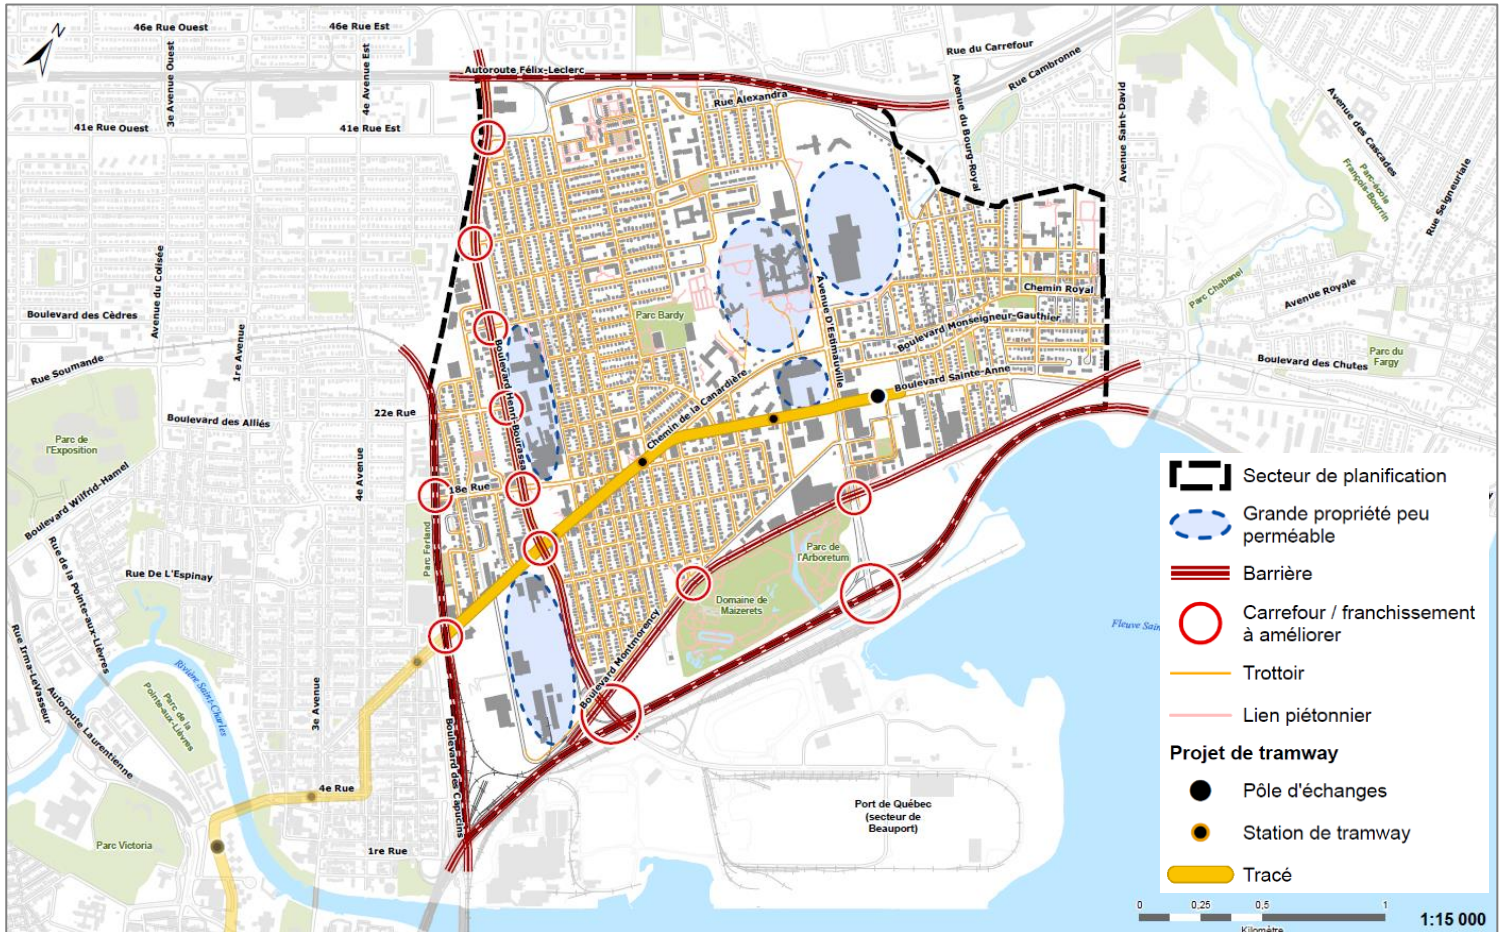 N
46e Rue Ouest
46e Rue Est
Rue du Carrefour
Rue Cambronne
Autoroute Félix-Leclerc
Rue Alexandra
3e Avenue Ouest
4e Avenue Est
41e Rue Ouest
41e Rue Est
Avenue du Bourg-Royal
Avenue Saint-David
Avenue des Cascades
Parc-école
François-Bourrin
Rue Seigneuriale
Avenue du Colisée
Boulevard des Cèdres
1re Avenue
Rue Soumande
Parc Bardy
Avenue D'Estimauville
Chemin Royal
Boulevard Monseigneur-Gauthier
Parc Chabanel
Avenue Royale
Boulevard des Chutes
Parc du
Fargy
Boulevard Henri-Bourassa
Boulevard Sainte-Anne
Chemin de la Canardière
22e Rue
Boulevard des Alliés
Parc de
l'Exposition
Boulevard Wilfrid-Hamel
4e Avenue
18e Rue
Parc Ferland
Rue de la Pointe-aux-Lièvres
Rue De L'Espinay
Parc de
l'Arboretum
Domaine de
Maizerets
Boulevard Montmorency
Rue Irma-LeVasseur
Rivière Saint-Charles
Parc de la
Pointe-aux-Lièvres
Autoroute Laurentienne
3e Avenue
Boulevard des Capucins
4e Rue
Parc Victoria
1re Rue
Port de Québec
(secteur de
Beauport)
Fleuve
Secteur de planification
Grande propriété peu
perméable
Barrière
Carrefour / franchissement
à améliorer
Trottoir
Lien piétonnier
Projet de tramway
Pôle d'échanges
Station de tramway
Tracé
0 0,25 0,5 1
Kilomètre
1:15 000